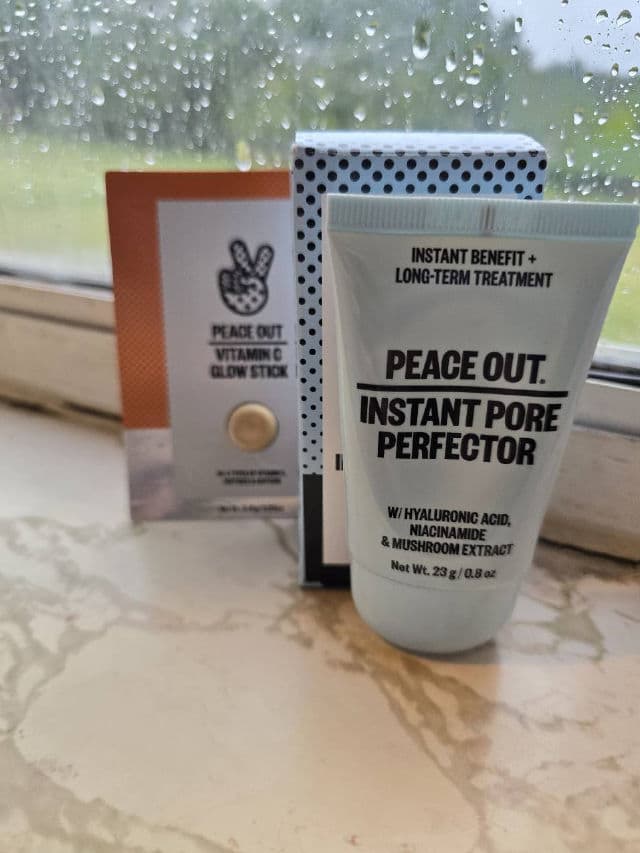 INSTANT BENEFIT +
LONG-TERM TREATMENT
PEACE OUT.
INSTANT PORE
PERFECTOR
W/ HYALURONIC ACID,
NIACINAMIDE
& MUSHROOM EXTRACT
Net Wt. 23 g / 0.8 oz
PEACE OUT
VITAMIN C
GLOW STICK